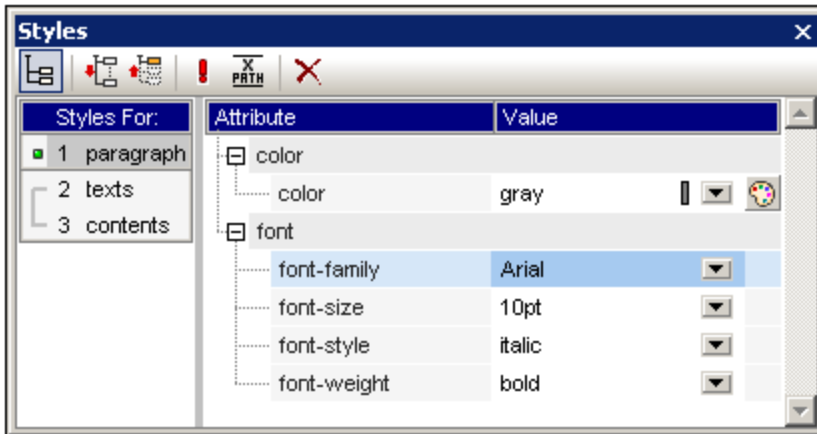 Styles
X
PATH
Styles For: Attribute Value
1 paragraph color
color gray
2 texts
3 contents font
font-family Arial
font-size 10pt
font-style italic
font-weight bold